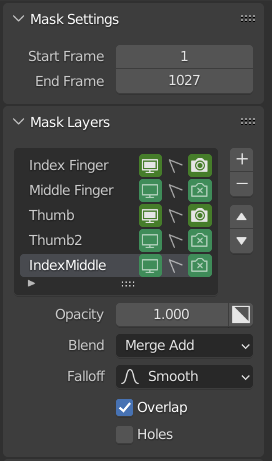 Mask Settings
Start Frame 1
End Frame 1027
Mask Layers
Index Finger
Middle Finger
Thumb
Thumb2
IndexMiddle
Opacity 1.000
Blend Merge Add
Falloff Smooth
Overlap
Holes